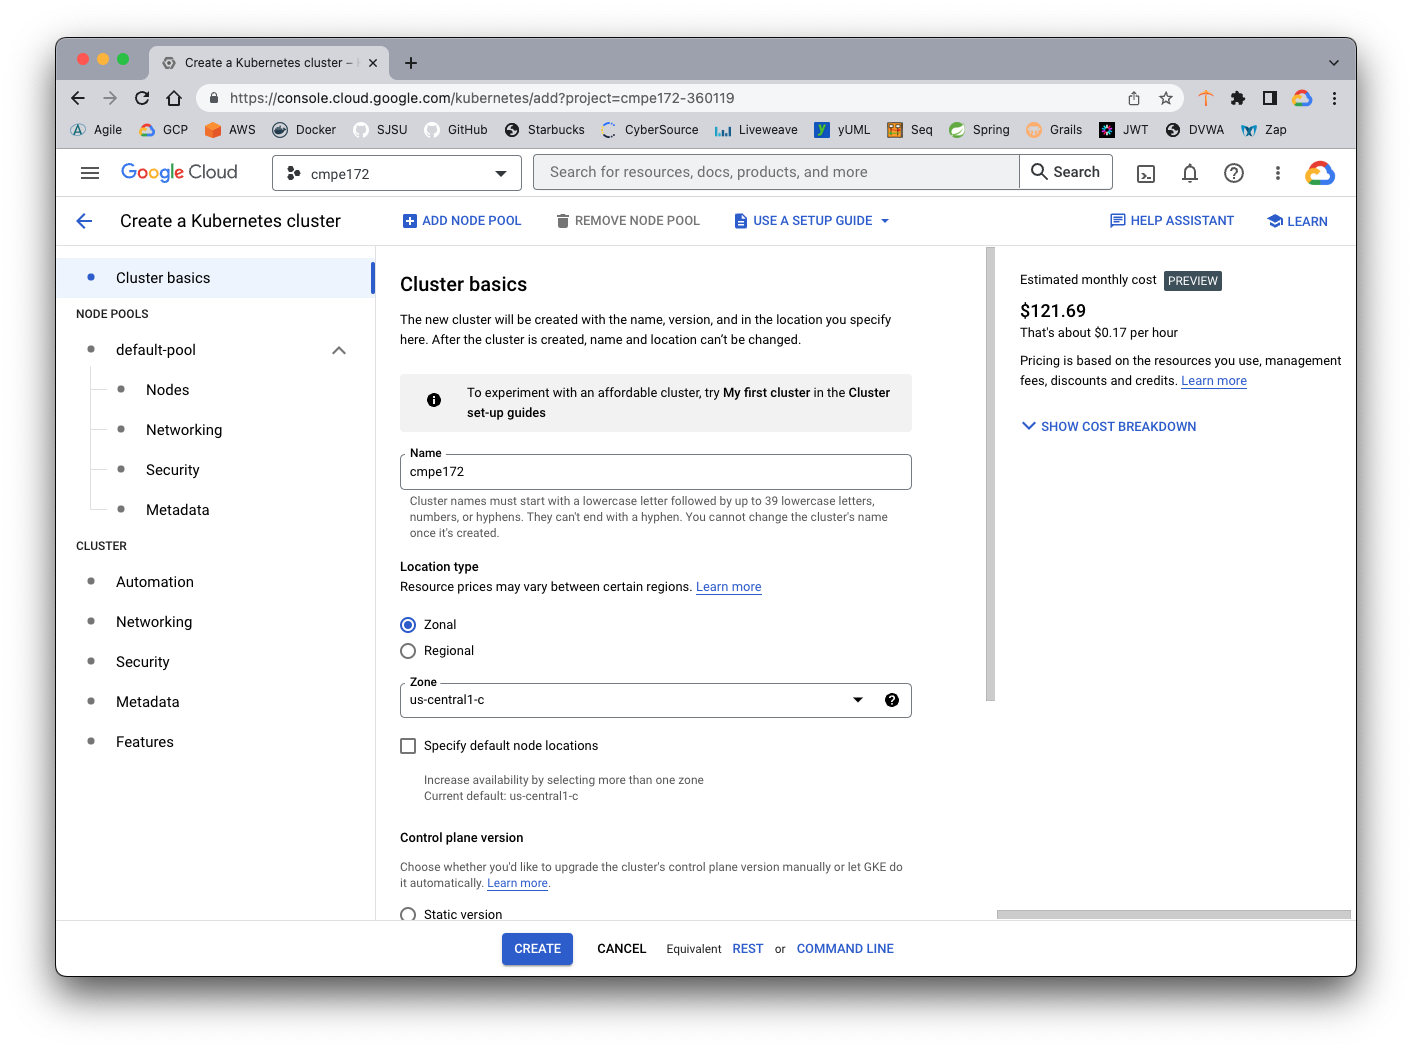 Create a Kubernetes cluster –
https://console.cloud.google.com/kubernetes/add?project=cmpe172-360119
Agile GCP AWS Docker SJSU GitHub Starbucks CyberSource Liveweave yUML Seq Spring Grails JWT DVWA Zap
Google Cloud
cmpe172
Search for resources, docs, products, and more
Search
Create a Kubernetes cluster
ADD NODE POOL
REMOVE NODE POOL
USE A SETUP GUIDE
HELP ASSISTANT
LEARN
Cluster basics
NODE POOLS
default-pool
Nodes
Networking
Security
Metadata
CLUSTER
Automation
Networking
Security
Metadata
Features
Cluster basics
The new cluster will be created with the name, version, and in the location you specify
here. After the cluster is created, name and location can’t be changed.
To experiment with an affordable cluster, try My first cluster in the Cluster
set-up guides
Name
cmpe172
Cluster names must start with a lowercase letter followed by up to 39 lowercase letters,
numbers, or hyphens. They can't end with a hyphen. You cannot change the cluster's name
once it's created.
Location type
Resource prices may vary between certain regions. Learn more
Zonal
Regional
Zone
us-central1-c
Specify default node locations
Increase availability by selecting more than one zone
Current default: us-central1-c
Control plane version
Choose whether you'd like to upgrade the cluster's control plane version manually or let GKE do
it automatically. Learn more.
Static version
Estimated monthly cost PREVIEW
$121.69
That's about $0.17 per hour
Pricing is based on the resources you use, management
fees, discounts and credits. Learn more
SHOW COST BREAKDOWN
CREATE
CANCEL
Equivalent REST or COMMAND LINE